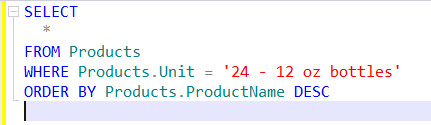 SELECT
*
FROM Products
WHERE Products.Unit = '24 - 12 oz bottles'
ORDER BY Products.ProductName DESC